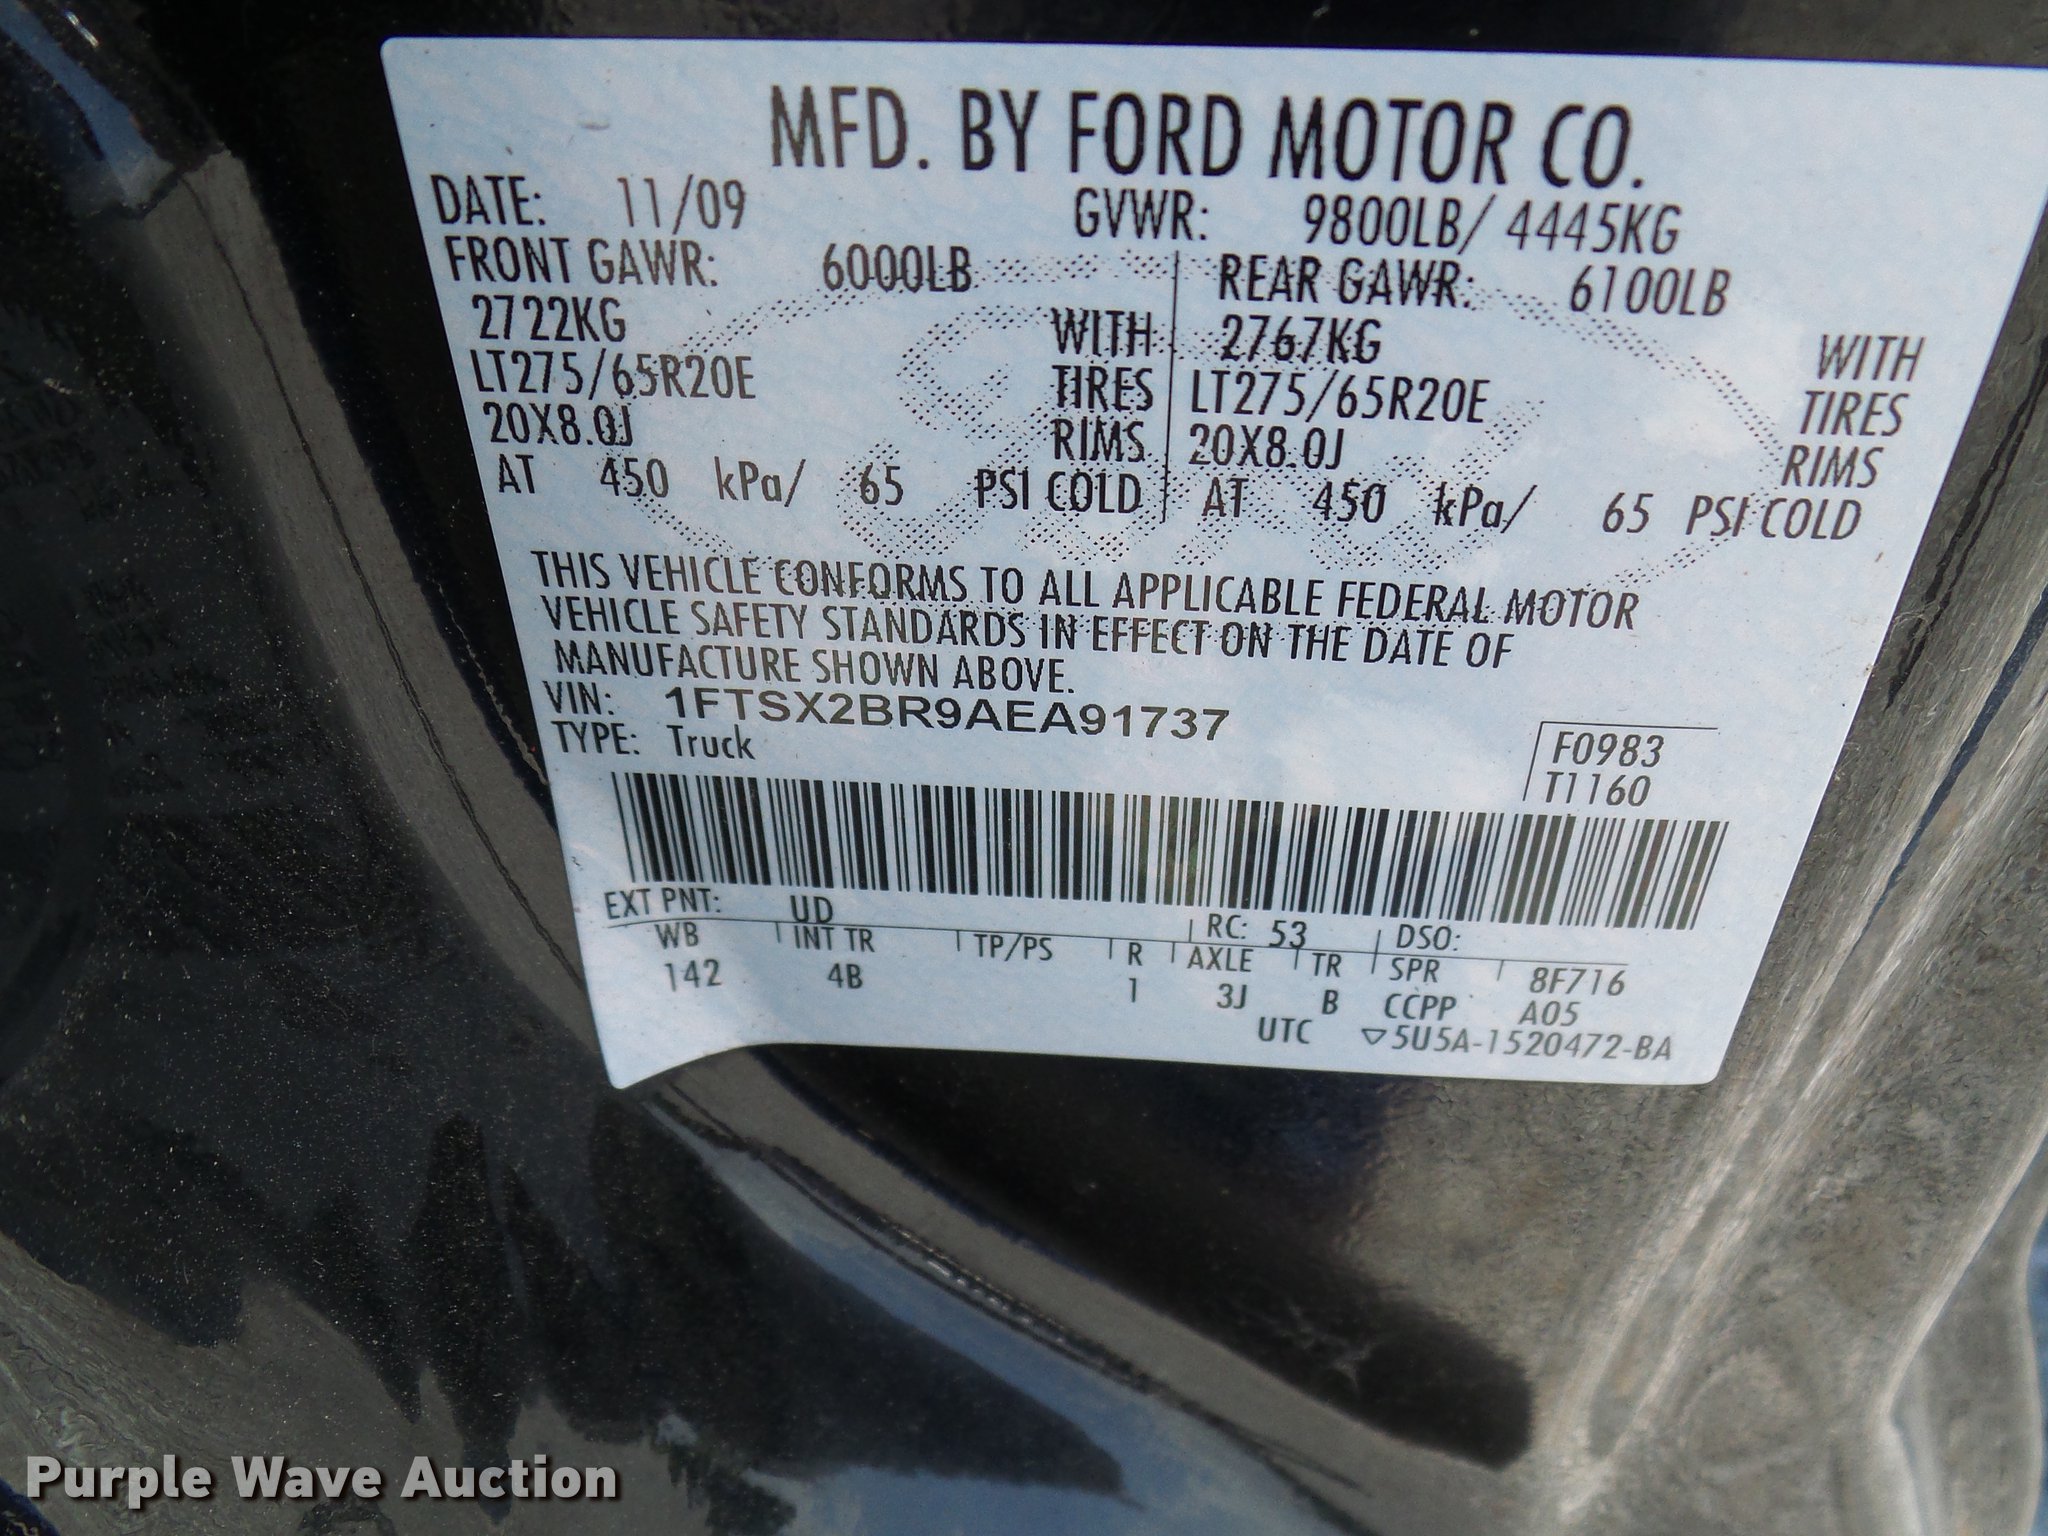 MFD. BY FORD MOTOR CO.
DATE: 11/09 GVWR: 9800LB/ 4445KG
FRONT GAWR: 6000LB REAR GAWR: 6100LB
2722KG WITH 2767KG WITH
LT275/65R20E TIRES LT275/65R20E TIRES
20X8.0J RIMS 20X8.0J RIMS
AT 450 kPa/ 65 PSI COLD AT 450 kPa/ 65 PSI COLD
THIS VEHICLE CONFORMS TO ALL APPLICABLE FEDERAL MOTOR
VEHICLE SAFETY STANDARDS IN EFFECT ON THE DATE OF
MANUFACTURE SHOWN ABOVE.
VIN: 1FTSX2BR9AEA91737
TYPE: Truck
F0983
T1160
EXT PNT: UD RC: 53 DSO:
WB INT TR TP/PS R AXLE TR SPR 8F716
142 4B 1 3J B CCPP A05
UTC ▽5U5A-1520472-BA
Purple Wave Auction